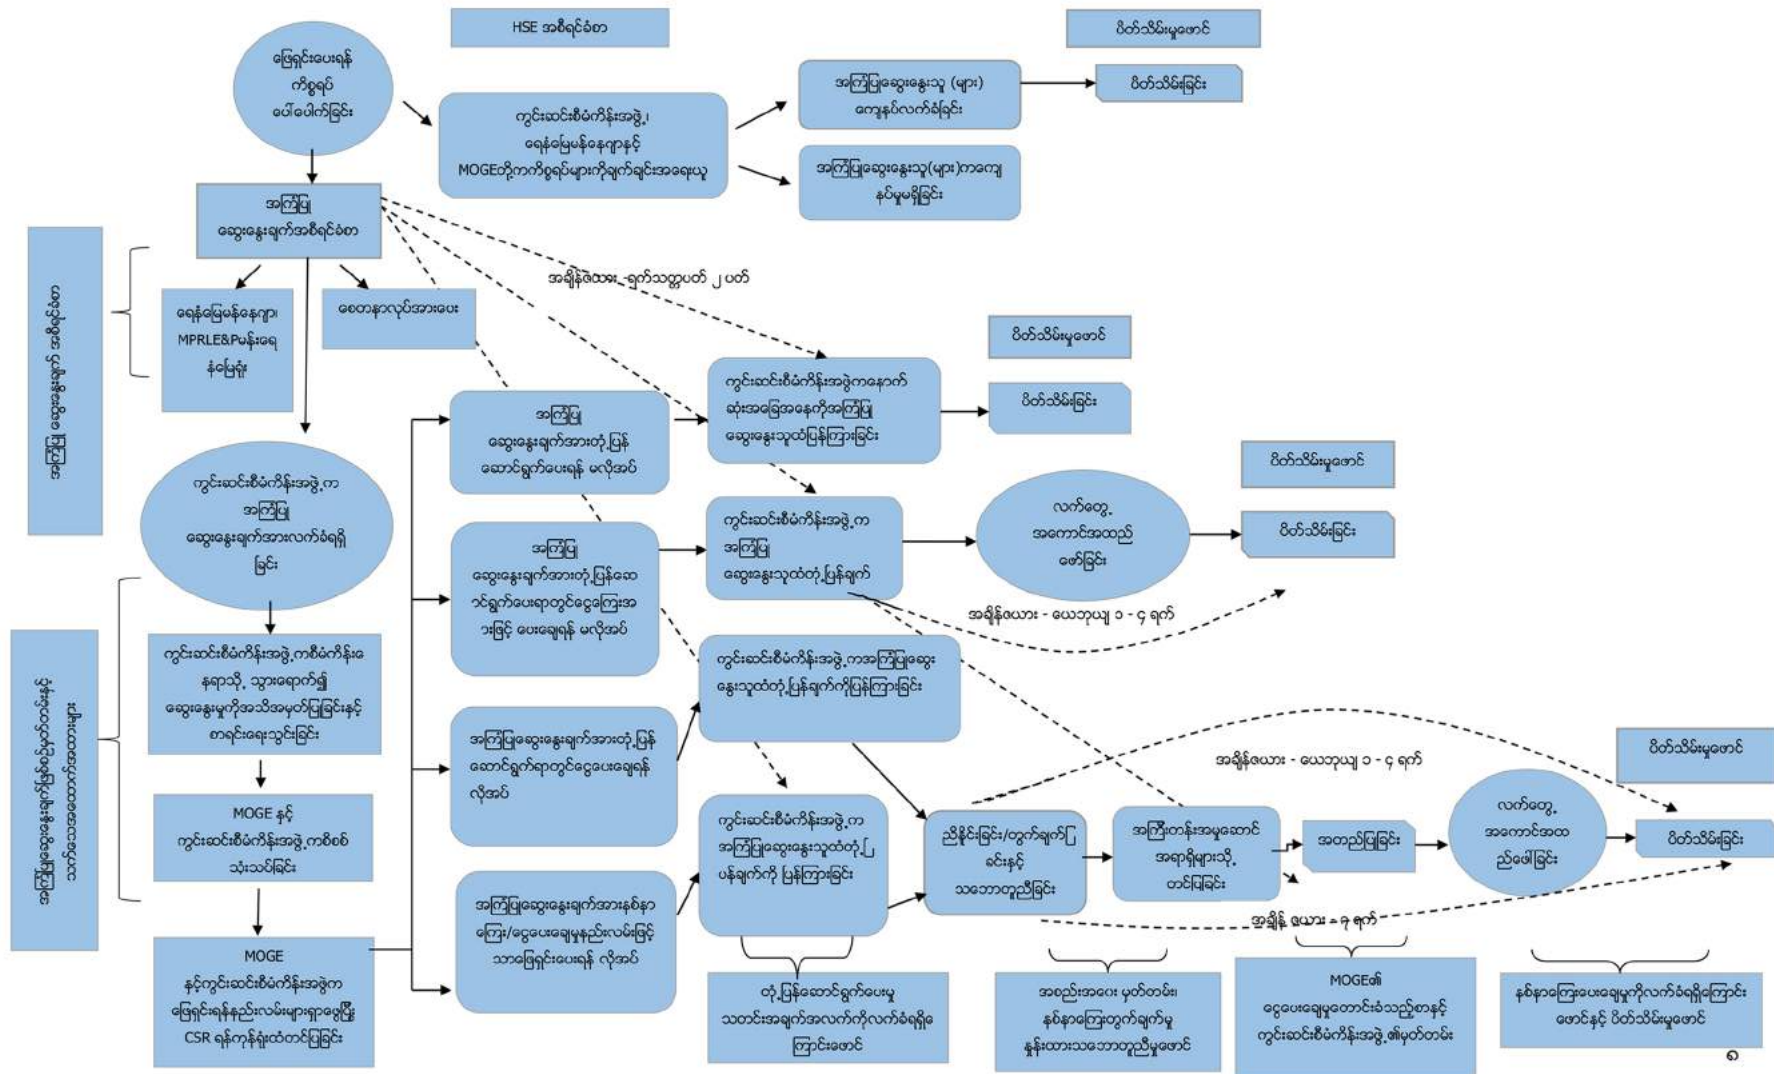 HSE အစီရင်ခံစာ
ပိတ်သိမ်းမှုဖောင်
ဖြေရှင်းပေးရန်
ကိစ္စရပ်
ပေါ်ပေါက်ခြင်း
ကွင်းဆင်းစီမံကိန်းအဖွဲ့၊
ရေနံမြေမန်နေဂျာနှင့်
MOGEတို့ကကိစ္စရပ်များကိုချက်ချင်းအရေးယူ
အကြံပြုဆွေးနွေးသူ (များ)
ကျေနပ်လက်ခံခြင်း
ပိတ်သိမ်းခြင်း
အကြံပြုဆွေးနွေးသူ(များ)ကကျေ
နပ်မှုမရှိခြင်း
အကြံပြု
ဆွေးနွေးချက်အစီရင်ခံစာ
အကြံပြု ဆွေးနွေးချက် အစီရင်ခံစာ
အချိန်ဇယား -ရက်သတ္တပတ် ၂ ပတ်
ရေနံမြေမန်နေဂျာ၊
MPRLE&Pမန်းရေ
နံမြေရုံး
စေတနာလုပ်အားပေး
ပိတ်သိမ်းမှုဖောင်
ကွင်းဆင်းစီမံကိန်းအဖွဲ့ကနောက်
ဆုံးအခြေအနေကိုအကြံပြု
ဆွေးနွေးသူထံပြန်ကြားခြင်း
ပိတ်သိမ်းခြင်း
အကြံပြု
ဆွေးနွေးချက်အားတုံ့ပြန်
ဆောင်ရွက်ပေးရန် မလိုအပ်
ကွင်းဆင်းစီမံကိန်းအဖွဲ့က
အကြံပြု
ဆွေးနွေးချက်အားလက်ခံရရှိ
ခြင်း
ပိတ်သိမ်းမှုဖောင်
ကွင်းဆင်းစီမံကိန်းအဖွဲ့က
အကြံပြု
ဆွေးနွေးသူထံတုံ့ပြန်ချက်
လက်တွေ့
အကောင်အထည်
ဖော်ခြင်း
ပိတ်သိမ်းခြင်း
အကြံပြု
ဆွေးနွေးချက်အားတုံ့ပြန်ဆော
ာင်ရွက်ပေးရာတွင်ငွေကြေးအ
ားဖြင့် ပေးချေရန် မလိုအပ်
အချိန်ဇယား - ယေဘုယျ ၁ - ၄ ရက်
ကွင်းဆင်းစီမံကိန်းအဖွဲ့ကစီမံကိန်းနေ
နရာသို့ သွားရောက်၍
ဆွေးနွေးမှုကိုအသိအမှတ်ပြုခြင်းနှင့်
စာရင်းရေးသွင်းခြင်း
ကွင်းဆင်းစီမံကိန်းအဖွဲ့ကအကြံပြုဆွေး
နွေးသူထံတုံ့ပြန်ချက်ကိုပြန်ကြားခြင်း
အကြံပြုဆွေးနွေးချက်အားတုံ့ပြန်
ဆောင်ရွက်ရာတွင်ငွေပေးချေရန်
လိုအပ်
ပိတ်သိမ်းမှုဖောင်
အချိန်ဇယား - ယေဘုယျ ၁ - ၄ ရက်
MOGE နှင့်
ကွင်းဆင်းစီမံကိန်းအဖွဲ့ကစိစစ်
သုံးသပ်ခြင်း
ကွင်းဆင်းစီမံကိန်းအဖွဲ့က
အကြံပြုဆွေးနွေးသူထံတုံ့ပြ
ပန်ချက်ကို ပြန်ကြားခြင်း
ညှိနှိုင်းခြင်း/တွက်ချက်ပြ
ခင်းနှင့်
သဘောတူညီခြင်း
အကြီးတန်းအမှုဆောင်
အရာရှိများသို့
တင်ပြခြင်း
အတည်ပြုခြင်း
လက်တွေ့
အကောင်အထ
ည်ဖေါ်ခြင်း
ပိတ်သိမ်းခြင်း
အကြံပြုဆွေးနွေးချက်အားနစ်နာ
ကြေး/ငွေပေးချေမှုနည်းလမ်းဖြင့်
သာဖြေရှင်းပေးရန် လိုအပ်
အချိန် ဇယား - ၇ ရက်
MOGE
နှင့်ကွင်းဆင်းစီမံကိန်းအဖွဲ့က
ဖြေရှင်းရန်နည်းလမ်းများရှာဖွေပြီး
CSR ရန်ကုန်ရုံးထံတင်ပြခြင်း
တုံ့ပြန်ဆောင်ရွက်ပေးမှု
သတင်းအချက်အလက်ကိုလက်ခံရရှိ
ကြောင်းဖောင်
အစည်းအဝေး မှတ်တမ်း၊
နစ်နာကြေးတွက်ချက်မှု
နှုန်းထားသဘောတူညီမှုဖောင်
MOGE၏
ငွေပေးချေမှုတောင်းခံသည့်စာနှင့်
ကွင်းဆင်းစီမံကိန်းအဖွဲ့၏မှတ်တမ်း
နစ်နာကြေးပေးချေမှုကိုလက်ခံရရှိကြောင်း
ဖောင်နှင့် ပိတ်သိမ်းမှုဖောင်
၈